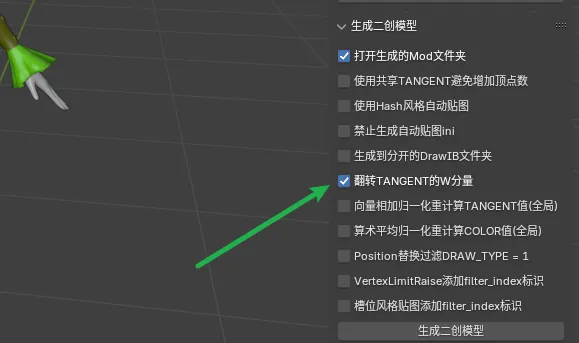 生成二创模型
打开生成的Mod文件夹
使用共享TANGENT避免增加顶点数
使用Hash风格自动贴图
禁止生成自动贴图ini
生成到分开的DrawIB文件夹
翻转TANGENT的W分量
向量相加归一化重计算TANGENT值(全局)
算术平均归一化重计算COLOR值(全局)
Position替换过滤DRAW_TYPE = 1
VertexLimitRaise添加filter_index标识
槽位风格贴图添加filter_index标识
生成二创模型